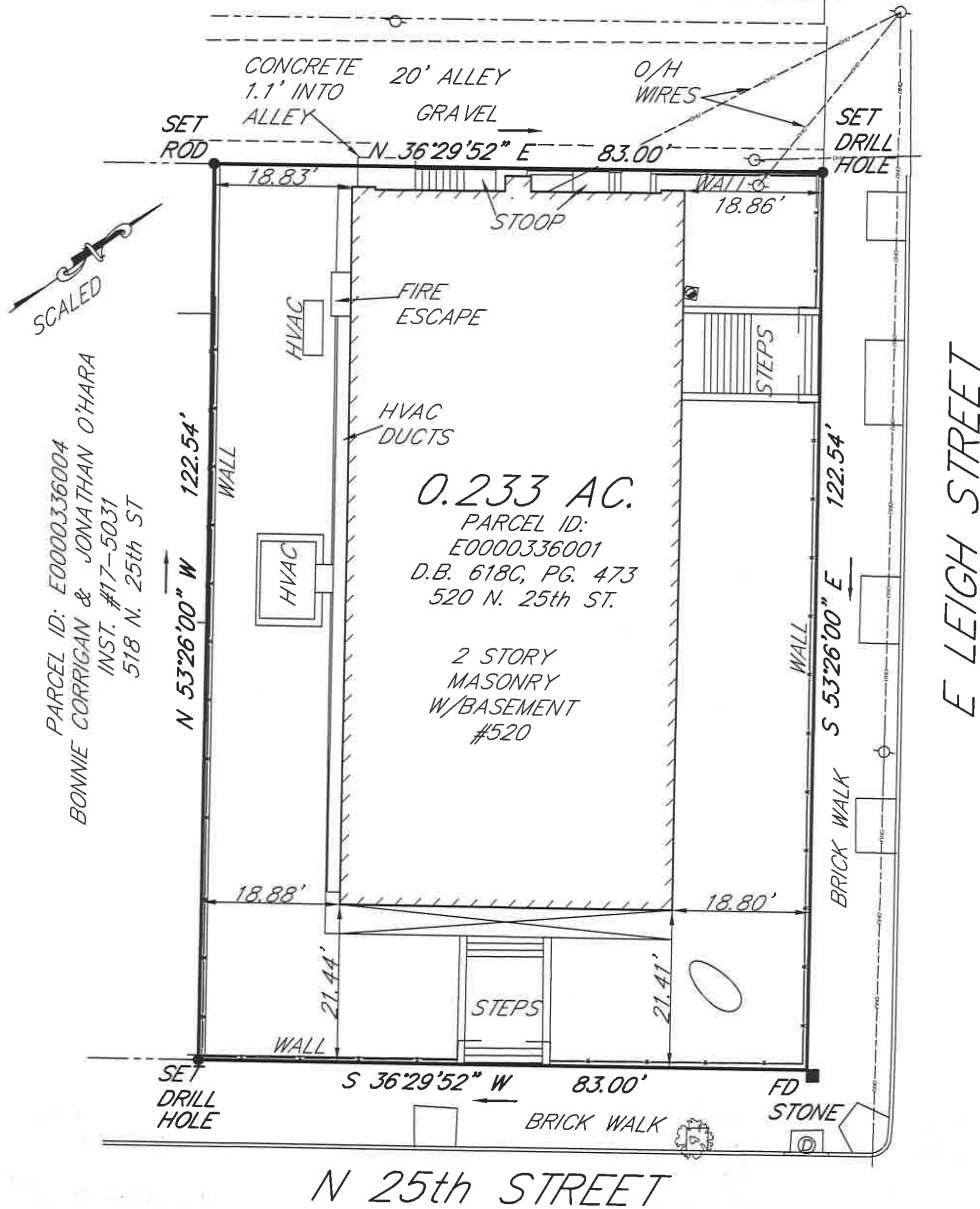 CONCRETE
1.1' INTO
ALLEY
20' ALLEY
GRAVEL
O/H
WIRES
SET
ROD
N 36°29'52" E 83.00'
SET
DRILL
HOLE
18.83'
WALL
18.86'
STOOP
SCALED
HVAC
FIRE
ESCAPE
STEPS
HVAC
DUCTS
PARCEL ID: E0000336004
BONNIE CORRIGAN & JONATHAN O'HARA
INST. #17-5031
518 N. 25th ST
N 53°26'00" W 122.54'
WALL
HVAC
0.233 AC.
PARCEL ID:
E0000336001
D.B. 618C, PG. 473
520 N. 25th ST.
2 STORY
MASONRY
W/BASEMENT
#520
WALL
S 53°26'00" E 122.54'
BRICK WALK
E LEIGH STREET
18.88'
18.80'
21.44'
21.41'
STEPS
WALL
SET
DRILL
HOLE
S 36°29'52" W 83.00'
FD
STONE
BRICK WALK
D
N 25th STREET